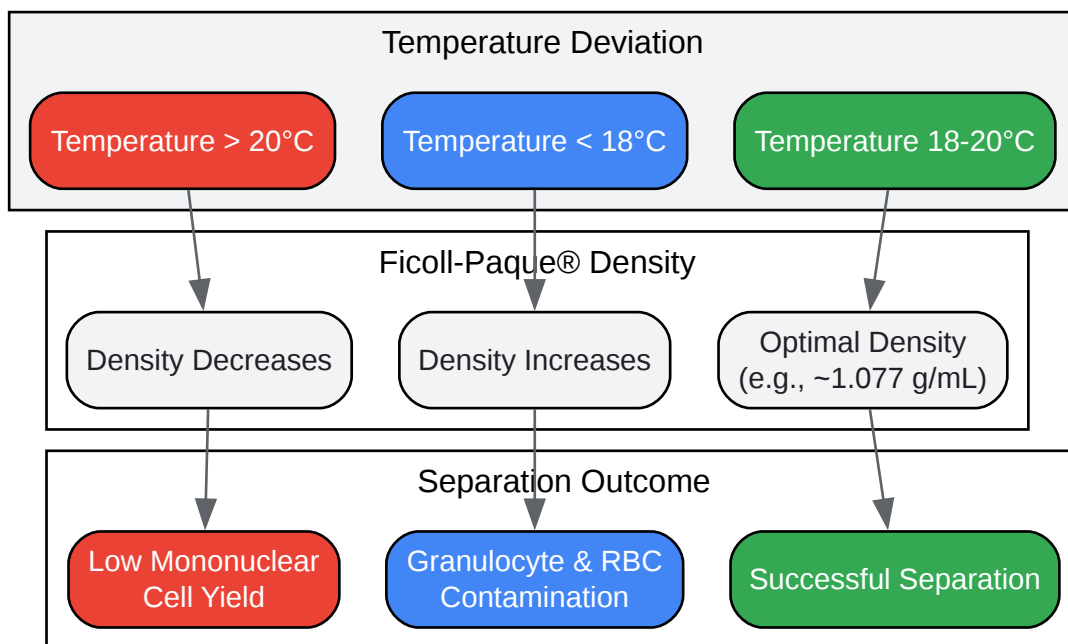 Temperature Deviation
Temperature > 20°C
Temperature < 18°C
Temperature 18-20°C
Ficoll-Paque® Density
Density Decreases
Density Increases
Optimal Density
(e.g., ~1.077 g/mL)
Separation Outcome
Low Mononuclear
Cell Yield
Granulocyte & RBC
Contamination
Successful Separation